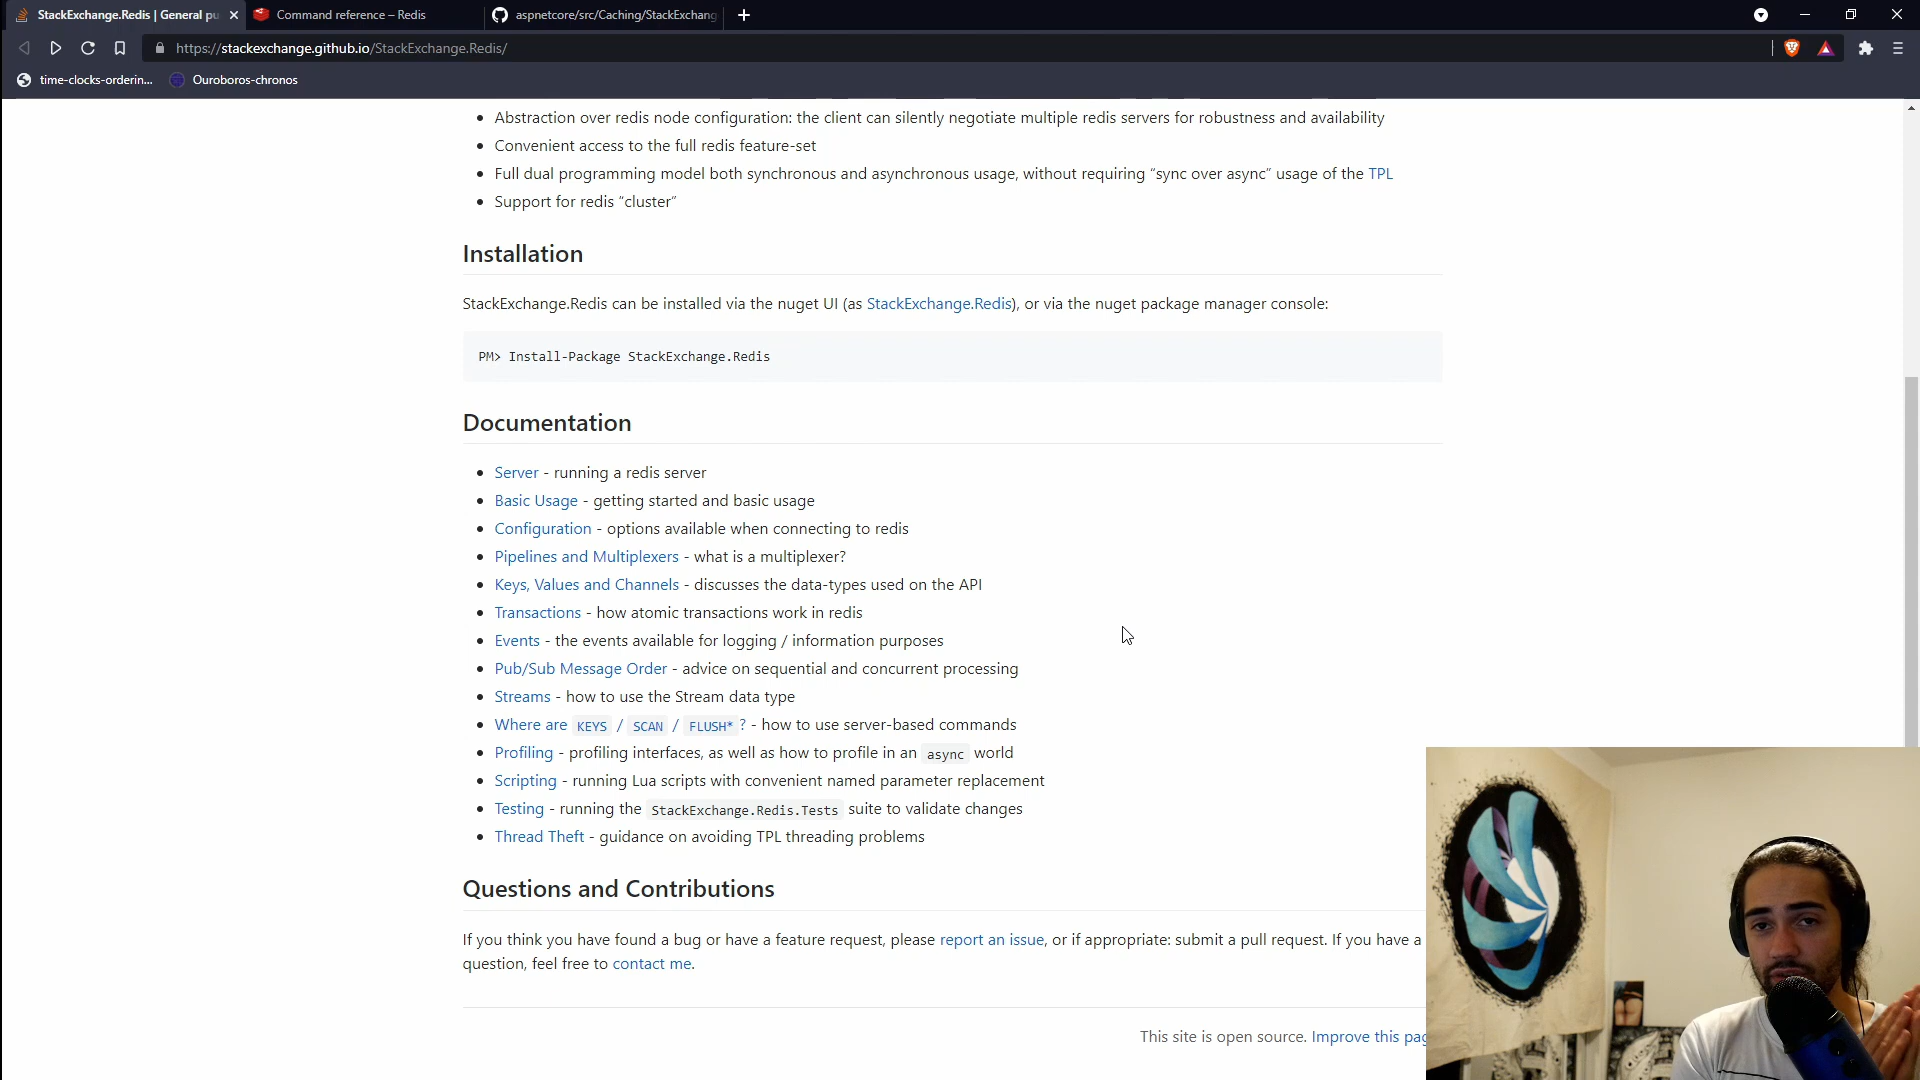 StackExchange.Redis | General pu
Command reference – Redis
aspnetcore/src/Caching/StackExchang
https://stackexchange.github.io/StackExchange.Redis/
time-clocks-orderin...
Ouroboros-chronos
Abstraction over redis node configuration: the client can silently negotiate multiple redis servers for robustness and availability
Convenient access to the full redis feature-set
Full dual programming model both synchronous and asynchronous usage, without requiring “sync over async” usage of the TPL
Support for redis “cluster”
Installation
StackExchange.Redis can be installed via the nuget UI (as StackExchange.Redis), or via the nuget package manager console:
PM> Install-Package StackExchange.Redis
Documentation
Server - running a redis server
Basic Usage - getting started and basic usage
Configuration - options available when connecting to redis
Pipelines and Multiplexers - what is a multiplexer?
Keys, Values and Channels - discusses the data-types used on the API
Transactions - how atomic transactions work in redis
Events - the events available for logging / information purposes
Pub/Sub Message Order - advice on sequential and concurrent processing
Streams - how to use the Stream data type
Where are KEYS / SCAN / FLUSH* ? - how to use server-based commands
Profiling - profiling interfaces, as well as how to profile in an async world
Scripting - running Lua scripts with convenient named parameter replacement
Testing - running the StackExchange.Redis.Tests suite to validate changes
Thread Theft - guidance on avoiding TPL threading problems
Questions and Contributions
If you think you have found a bug or have a feature request, please report an issue, or if appropriate: submit a pull request. If you have a
question, feel free to contact me.
This site is open source. Improve this pag